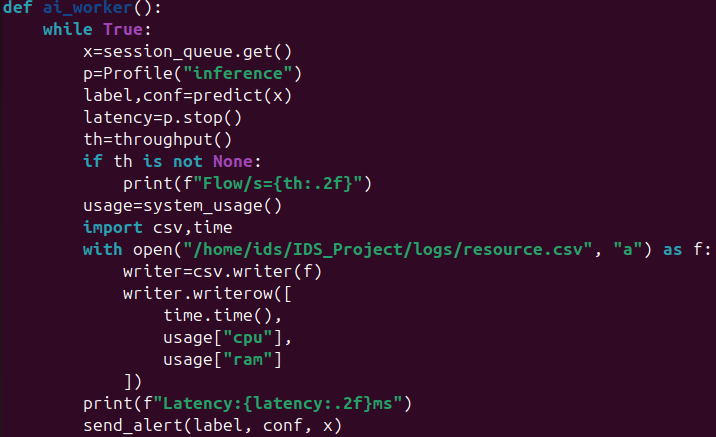 def ai_worker():
    while True:
        x=session_queue.get()
        p=Profile("inference")
        label,conf=predict(x)
        latency=p.stop()
        th=throughput()
        if th is not None:
            print(f"Flow/s={th:.2f}")
        usage=system_usage()
        import csv,time
        with open("/home/ids/IDS_Project/logs/resource.csv", "a") as f:
            writer=csv.writer(f)
            writer.writerow([
                time.time(),
                usage["cpu"],
                usage["ram"]
            ])
        print(f"Latency:{latency:.2f}ms")
        send_alert(label, conf, x)